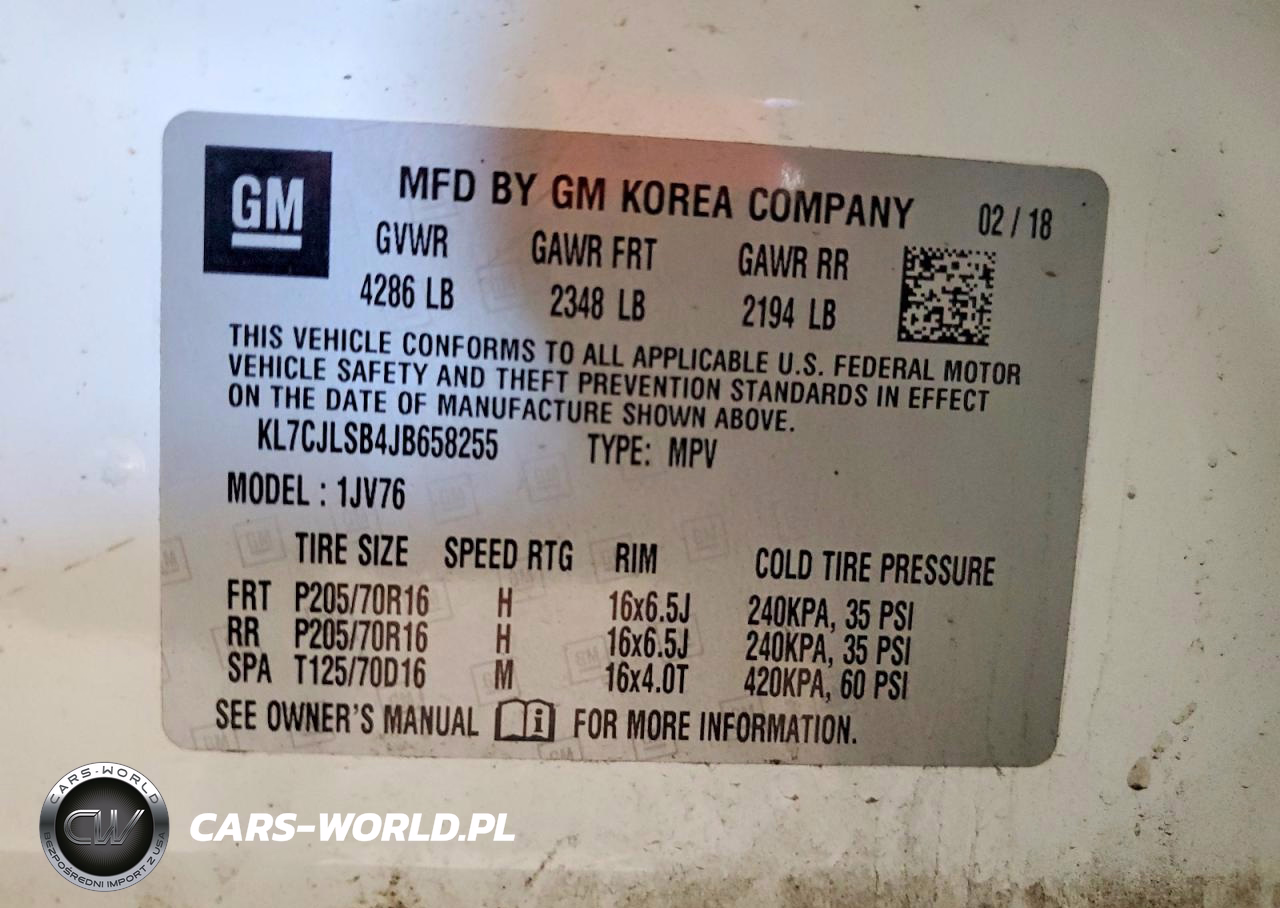 GM
MFD BY GM KOREA COMPANY 02 / 18
GVWR GAWR FRT GAWR RR
4286 LB 2348 LB 2194 LB
THIS VEHICLE CONFORMS TO ALL APPLICABLE U.S. FEDERAL MOTOR
VEHICLE SAFETY AND THEFT PREVENTION STANDARDS IN EFFECT
ON THE DATE OF MANUFACTURE SHOWN ABOVE.
KL7CJLSB4JB658255 TYPE: MPV
MODEL : 1JV76
TIRE SIZE SPEED RTG RIM COLD TIRE PRESSURE
FRT P205/70R16 H 16x6.5J 240KPA, 35 PSI
RR P205/70R16 H 16x6.5J 240KPA, 35 PSI
SPA T125/70D16 M 16x4.0T 420KPA, 60 PSI
SEE OWNER'S MANUAL i FOR MORE INFORMATION.
CARS-WORLD
CW
BEZPOŚREDNI IMPORT Z USA
CARS-WORLD.PL